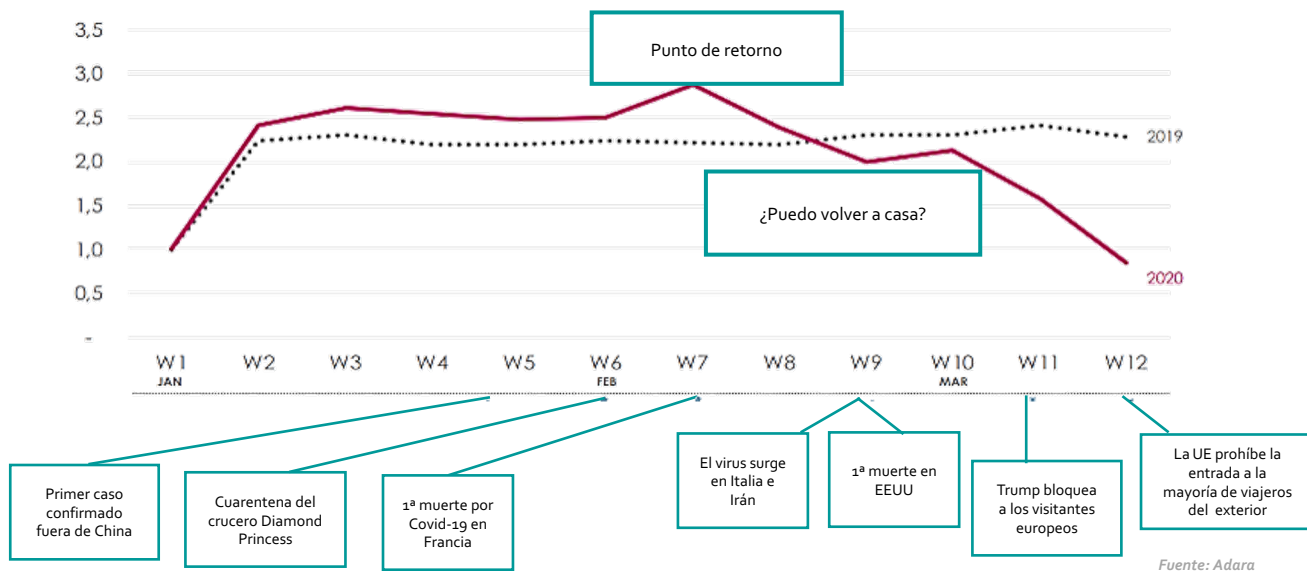 3,5
3,0
2,5
2,0
1,5
1,0
0,5
-
Punto de retorno
¿Puedo volver a casa?
2019
2020
W1
JAN
W2
W3
W4
W5
W6
FEB
W7
W8
W9
W10
MAR
W11
W12
Primer caso
confirmado
fuera de China
Cuarentena del
crucero Diamond
Princess
1ª muerte por
Covid-19 en
Francia
El virus surge
en Italia e
Irán
1ª muerte en
EEUU
Trump bloquea
a los visitantes
europeos
La UE prohíbe la
entrada a la
mayoría de viajeros
del exterior
Fuente: Adara